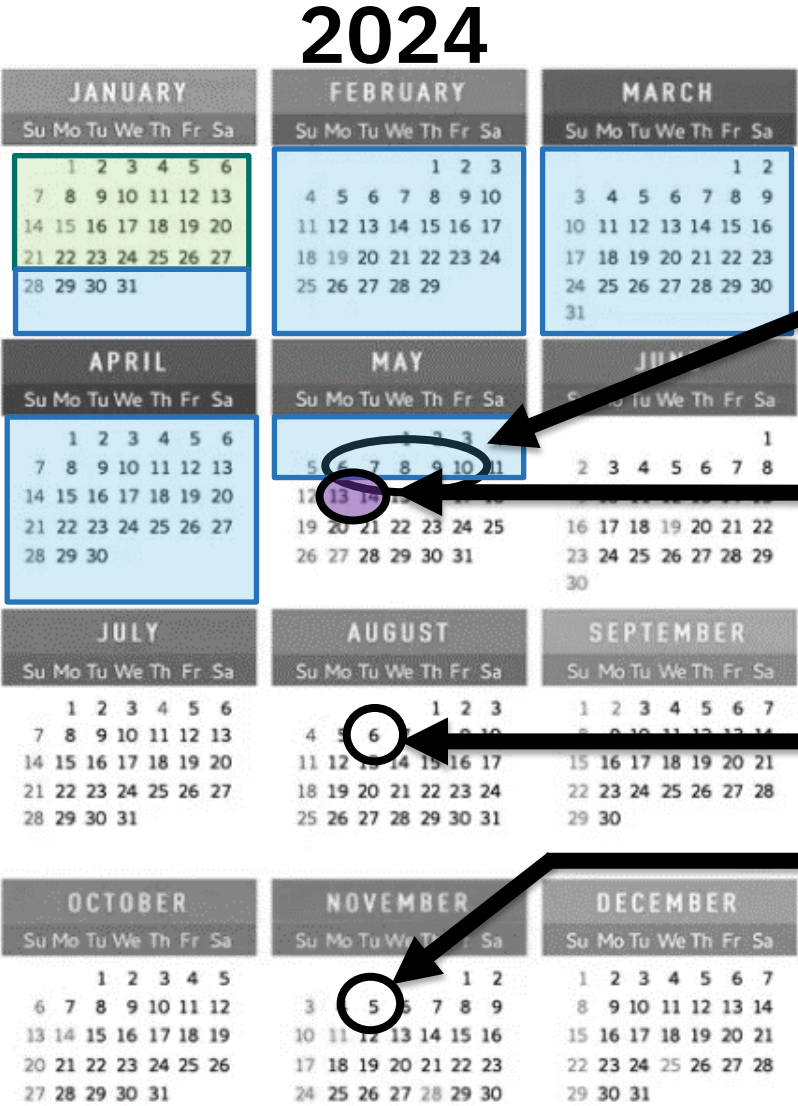 2024
JANUARY
Su Mo Tu We Th Fr Sa
1 2 3 4 5 6
7 8 9 10 11 12 13
14 15 16 17 18 19 20
21 22 23 24 25 26 27
28 29 30 31
FEBRUARY
Su Mo Tu We Th Fr Sa
1 2 3
4 5 6 7 8 9 10
11 12 13 14 15 16 17
18 19 20 21 22 23 24
25 26 27 28 29
MARCH
Su Mo Tu We Th Fr Sa
1 2
3 4 5 6 7 8 9
10 11 12 13 14 15 16
17 18 19 20 21 22 23
24 25 26 27 28 29 30
31
APRIL
Su Mo Tu We Th Fr Sa
1 2 3 4 5 6
7 8 9 10 11 12 13
14 15 16 17 18 19 20
21 22 23 24 25 26 27
28 29 30
MAY
Su Mo Tu We Th Fr Sa
1 2 3
5 6 7 8 9 10 11
12 13 14
19 20 21 22 23 24 25
26 27 28 29 30 31
JUNE
Su Mo Tu We Th Fr Sa
1
2 3 4 5 6 7 8
16 17 18 19 20 21 22
23 24 25 26 27 28 29
30
JULY
Su Mo Tu We Th Fr Sa
1 2 3 4 5 6
7 8 9 10 11 12 13
14 15 16 17 18 19 20
21 22 23 24 25 26 27
28 29 30 31
AUGUST
Su Mo Tu We Th Fr Sa
1 2 3
4 5 6
11 12 13 14 15 16 17
18 19 20 21 22 23 24
25 26 27 28 29 30 31
SEPTEMBER
Su Mo Tu We Th Fr Sa
1 2 3 4 5 6 7
15 16 17 18 19 20 21
22 23 24 25 26 27 28
29 30
OCTOBER
Su Mo Tu We Th Fr Sa
1 2 3 4 5
6 7 8 9 10 11 12
13 14 15 16 17 18 19
20 21 22 23 24 25 26
27 28 29 30 31
NOVEMBER
Su Mo Tu We Sa
1 2
3 5 6 7 8 9
10 11 12 13 14 15 16
17 18 19 20 21 22 23
24 25 26 27 28 29 30
DECEMBER
Su Mo Tu We Th Fr Sa
1 2 3 4 5 6 7
8 9 10 11 12 13 14
15 16 17 18 19 20 21
22 23 24 25 26 27 28
29 30 31